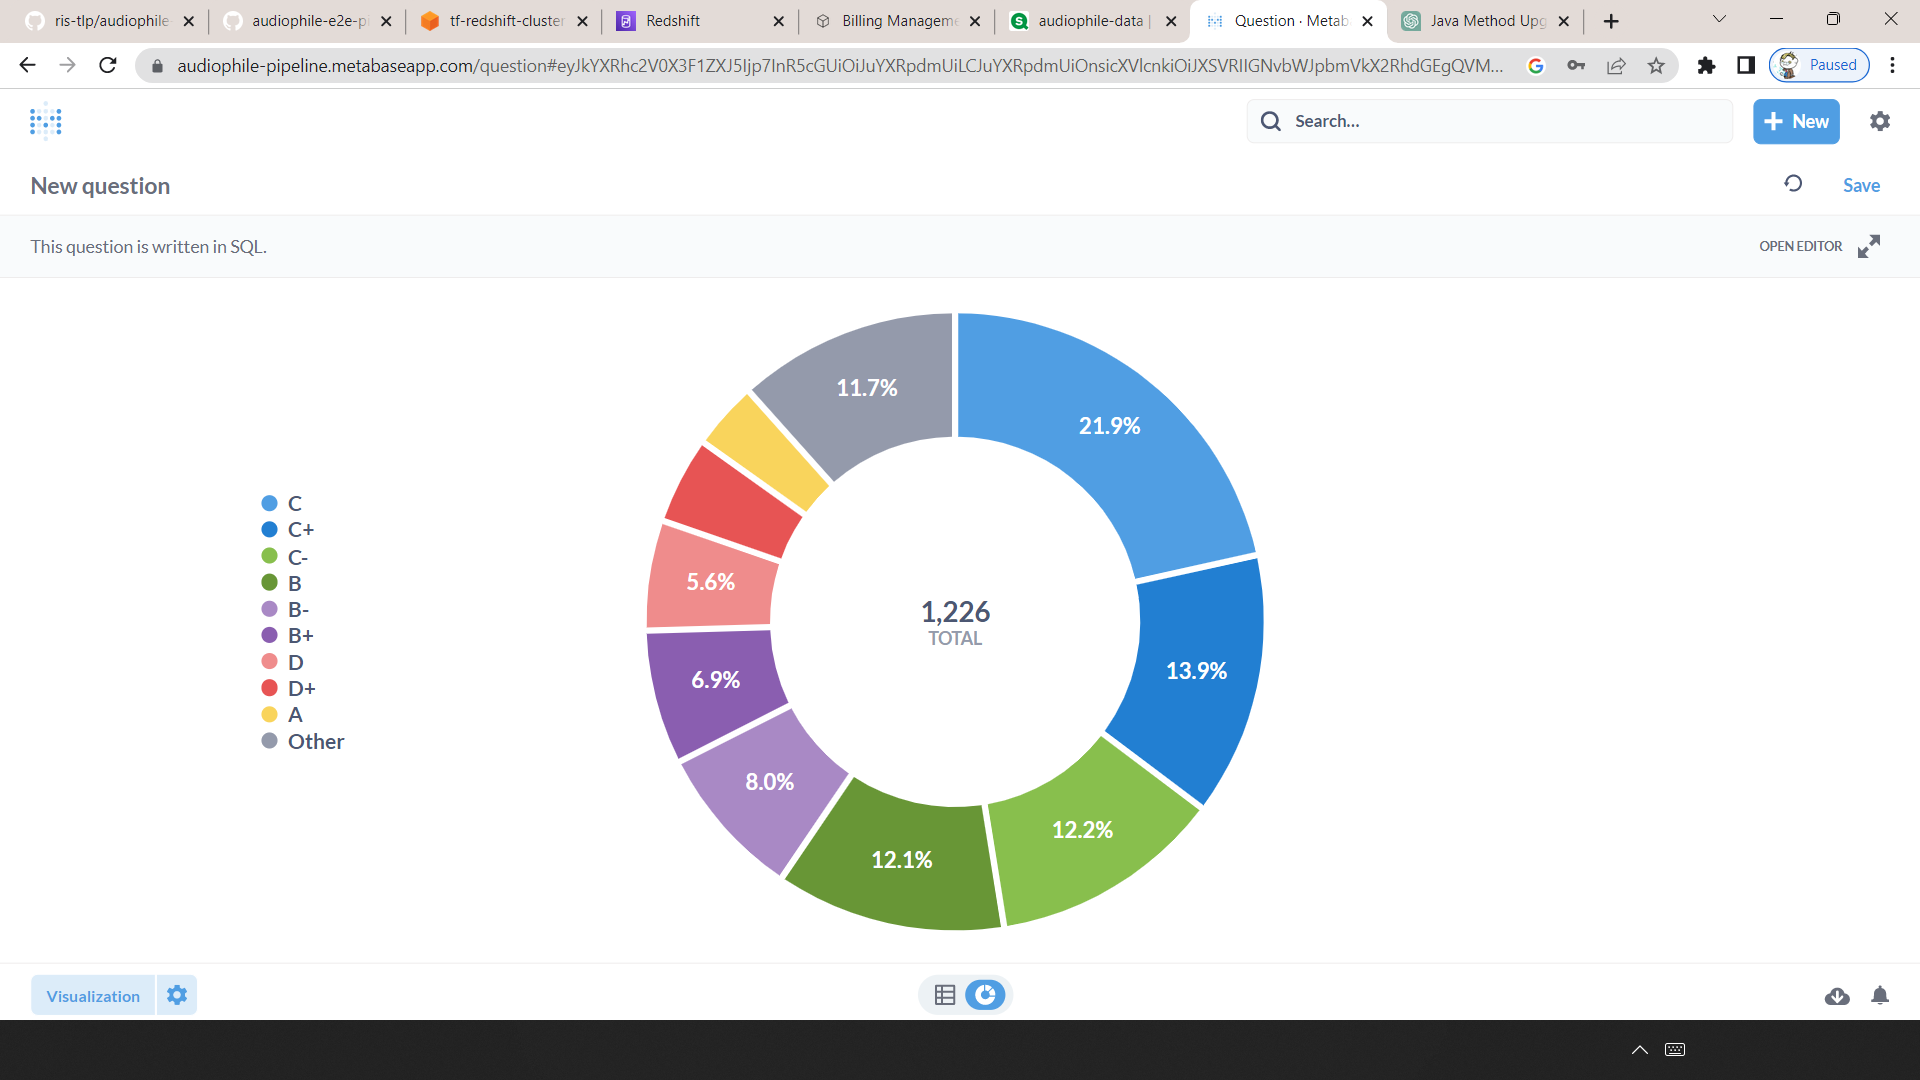 ris-tlp/audiophile-
audiophile-e2e-pi
tf-redshift-cluster
Redshift
Billing Manageme
audiophile-data |
Question · Metab
Java Method Upg
audiophile-pipeline.metabaseapp.com/question#eyJkYXRhc2V0X3F1ZXJ5Ijp7InR5cGUiOiJuYXRpdmUiLCJuYXRpdmUiOnsicXVlcnkiOiJXSVRIIGNvbWJpbmVkX2RhdGEgQVM...
Paused
Search...
New
New question
Save
This question is written in SQL.
OPEN EDITOR
C
C+
C-
B
B-
B+
D
D+
A
Other
11.7%
21.9%
5.6%
13.9%
6.9%
8.0%
12.2%
12.1%
1,226
TOTAL
Visualization